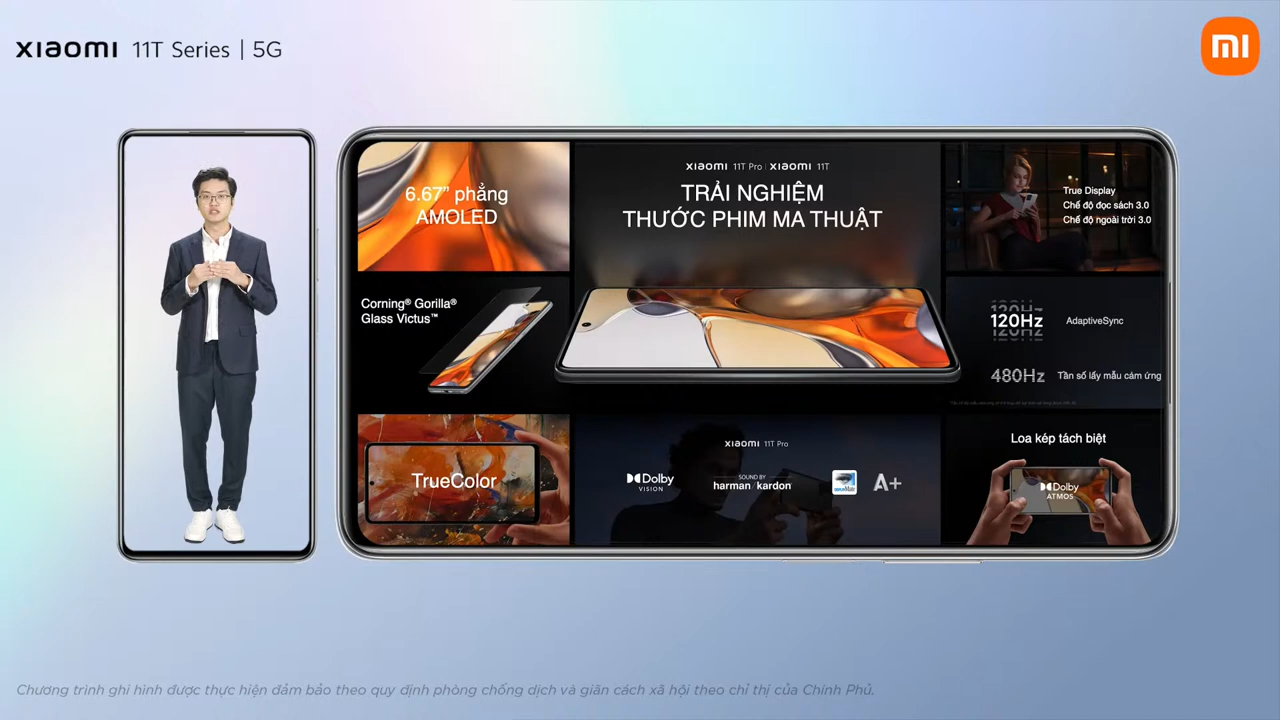 xiaomi 11T Series | 5G
mi
6.67” phẳng
AMOLED
xiaomi 11T Pro | xiaomi 11T
TRẢI NGHIỆM
THƯỚC PHIM MA THUẬT
True Display
Chế độ đọc sách 3.0
Chế độ ngoài trời 3.0
Corning® Gorilla®
Glass Victus™
120Hz
120Hz AdaptiveSync
120Hz
480Hz Tần số lấy mẫu cảm ứng
TrueColor
xiaomi 11T Pro
Dolby
VISION
SOUND BY
harman / kardon
A+
Loa kép tách biệt
Dolby
ATMOS
Chương trình ghi hình được thực hiện đảm bảo theo quy định phòng chống dịch và giãn cách xã hội theo chỉ thị của Chính Phủ.